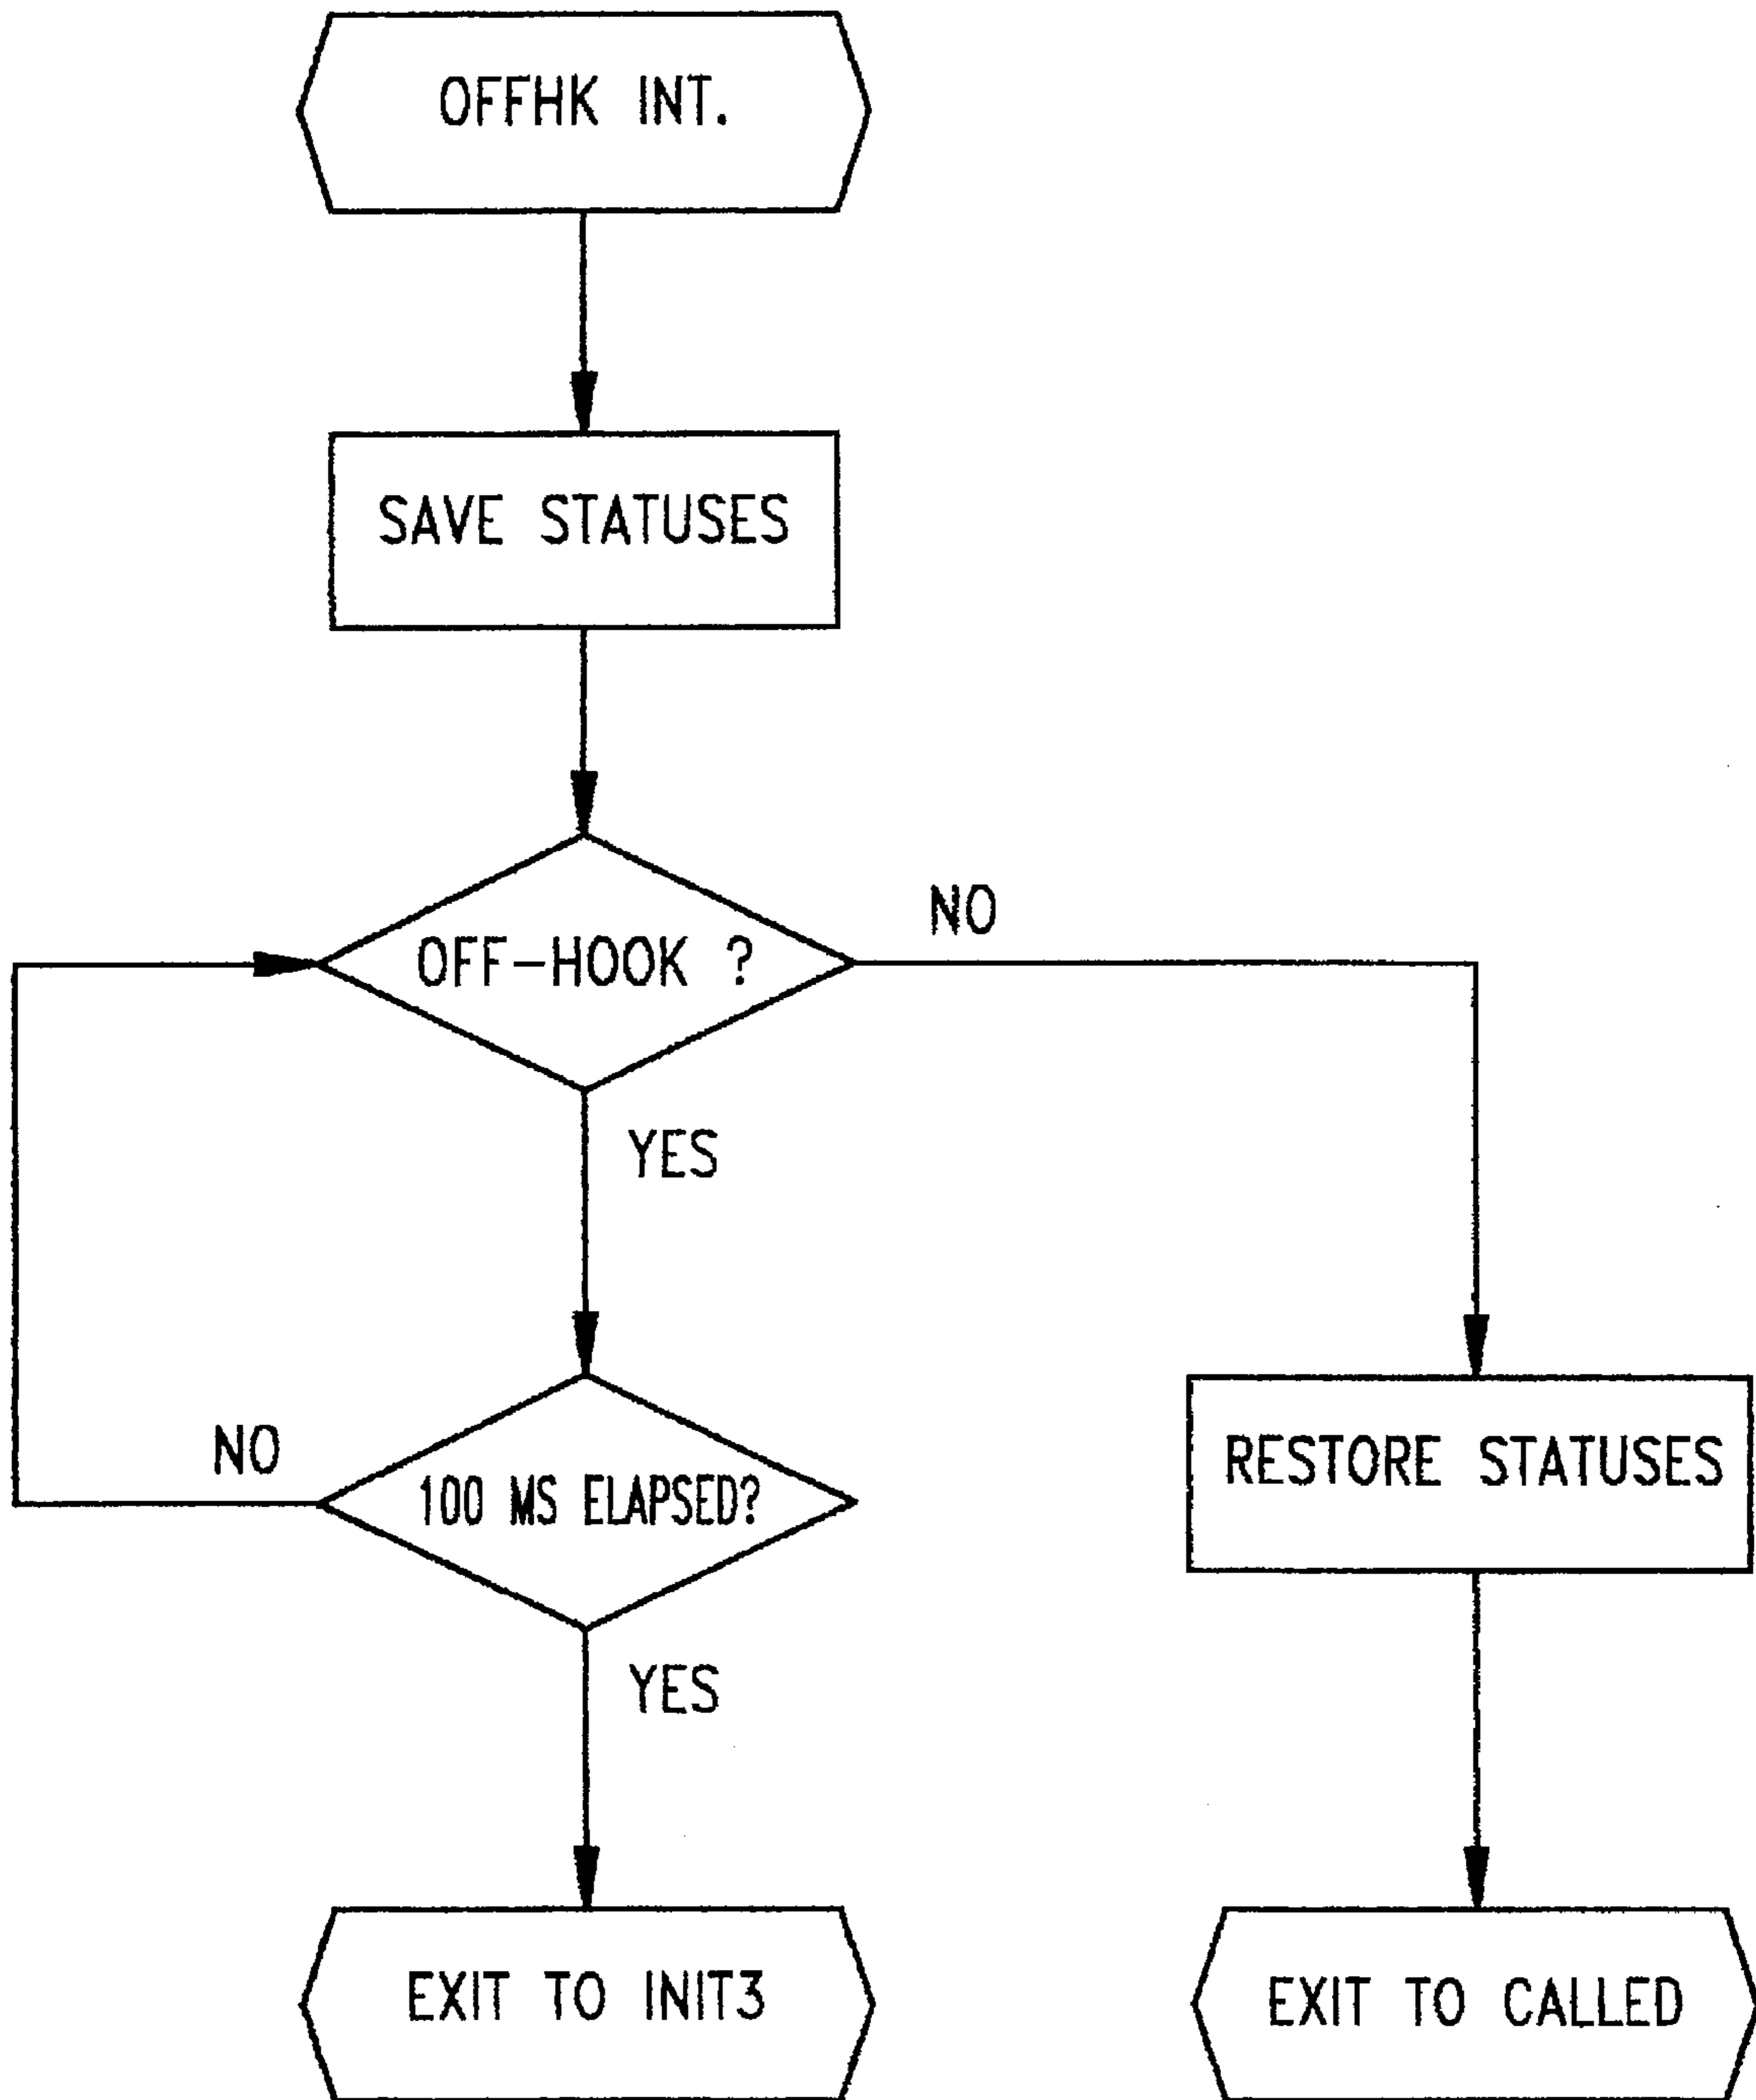 OFFHK INT.
SAVE STATUSES
OFF-HOOK ?
NO
YES
100 MS ELAPSED?
NO
YES
RESTORE STATUSES
EXIT TO INIT3
EXIT TO CALLED